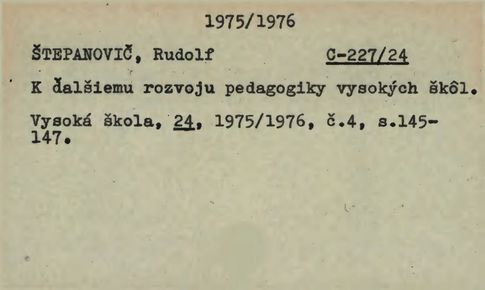 1975/1976
ŠTEPANOVIČ, Rudolf C-227/24
K ďalšiemu rozvoju pedagogiky vysokých škôl.
Vysoká škola, 24, 1975/1976, č.4, s.145-
147.